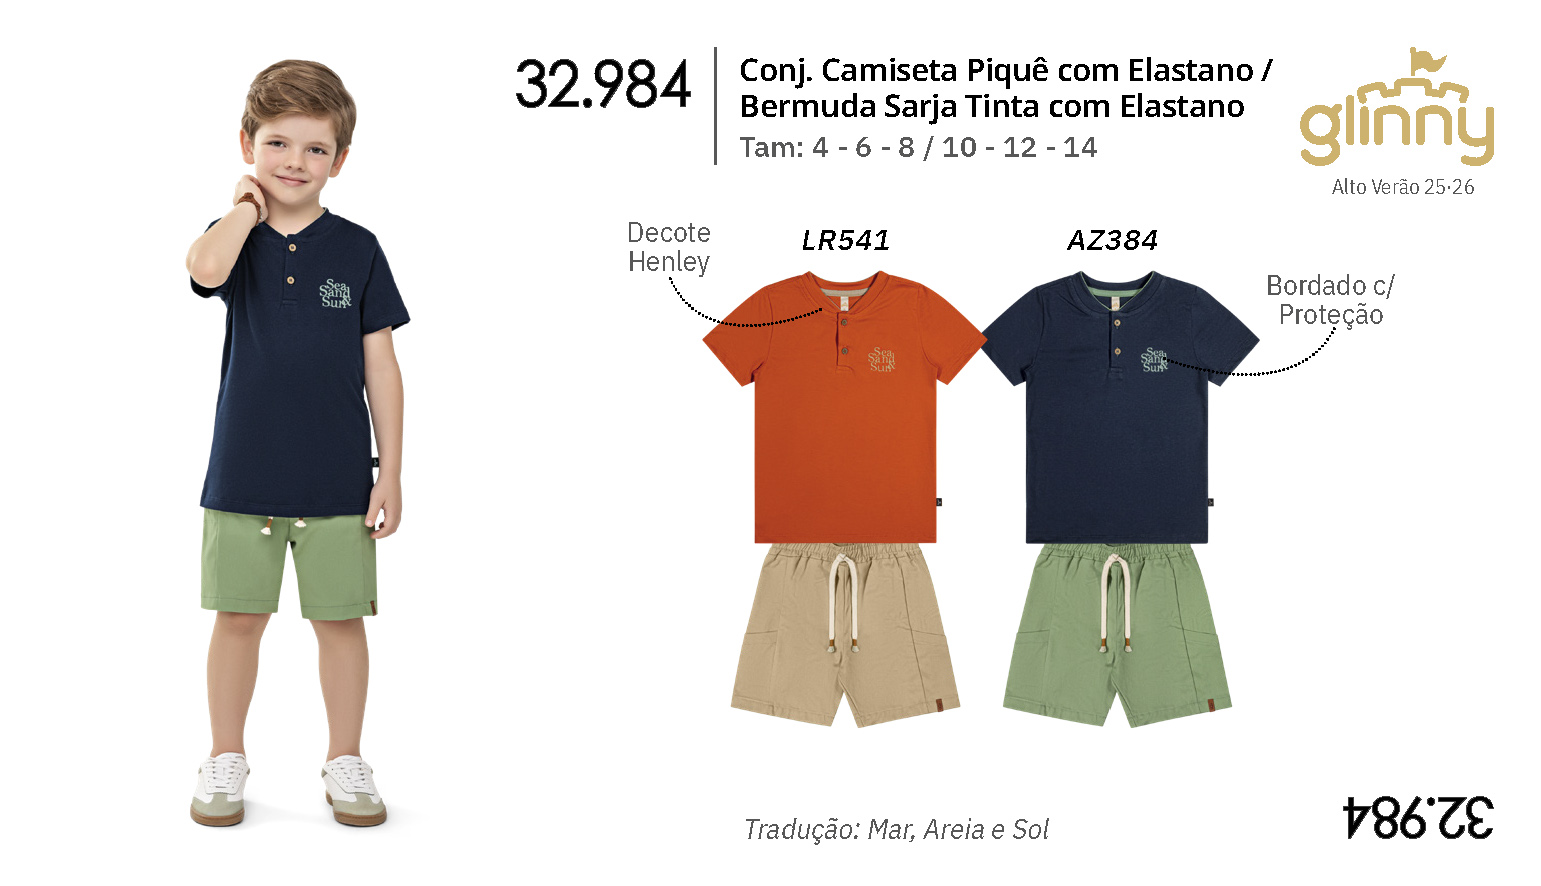 32.984
Conj. Camiseta Piquê com Elastano /
Bermuda Sarja Tinta com Elastano
Tam: 4 - 6 - 8 / 10 - 12 - 14
glinny
Alto Verão 25·26
Decote
Henley
LR541
AZ384
Bordado c/
Proteção
Sea
Sand
Sun&
Sea
Sand
Sun&
Sea
Sand
Sun&
Tradução: Mar, Areia e Sol
32.984